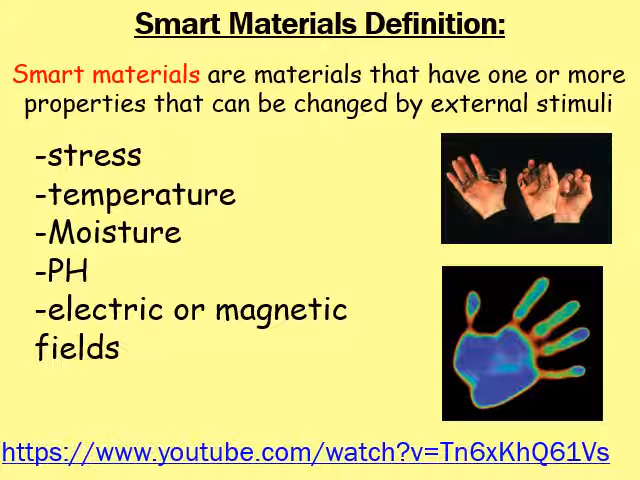 Smart Materials Definition:
Smart materials are materials that have one or more
properties that can be changed by external stimuli
-stress
-temperature
-Moisture
-PH
-electric or magnetic
fields
https://www.youtube.com/watch?v=Tn6xKhQ61Vs